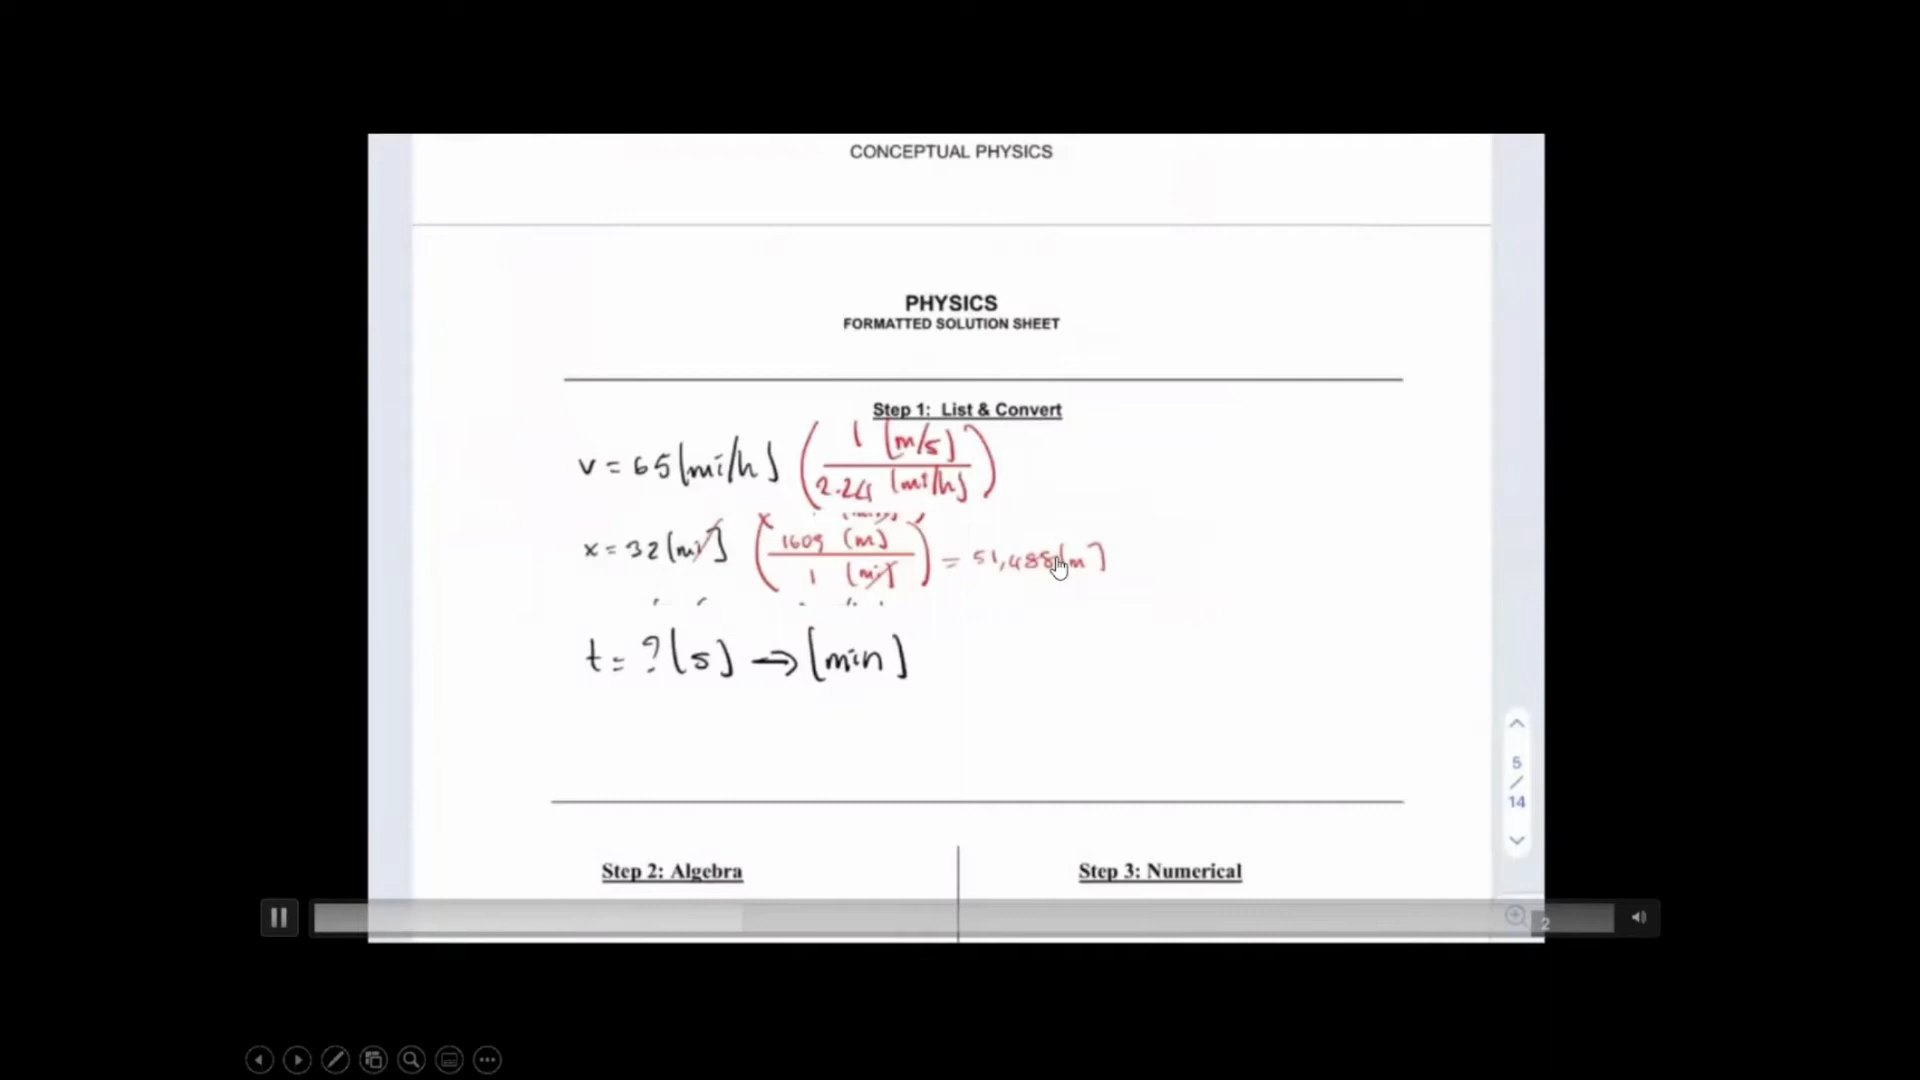 CONCEPTUAL PHYSICS
PHYSICS
FORMATTED SOLUTION SHEET
Step 1: List & Convert
v = 65 [mi/h] ( 1 [m/s] / 2.24 [mi/h] )
x = 32 [mi] ( 1609 [m] / 1 [mi] ) = 51,488 [m]
t = ? [s] → [min]
5
/
14
Step 2: Algebra
Step 3: Numerical
2